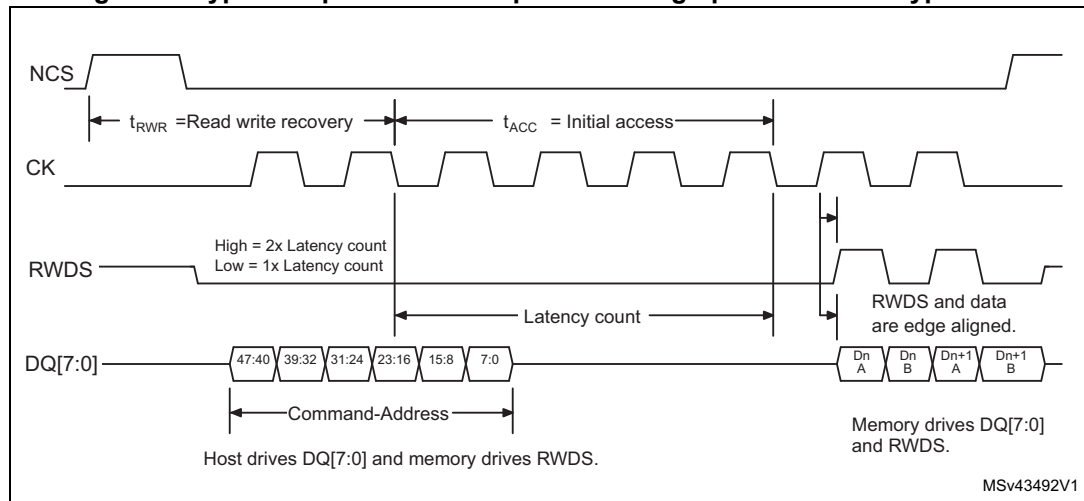 NCS
tRWR =Read write recovery
tACC = Initial access
CK
High = 2x Latency count
Low = 1x Latency count
RWDS
RWDS and data
are edge aligned.
Latency count
DQ[7:0]
47:40 39:32 31:24 23:16 15:8 7:0
Dn A Dn B Dn+1 A Dn+1 B
Command-Address
Memory drives DQ[7:0]
and RWDS.
Host drives DQ[7:0] and memory drives RWDS.
MSv43492V1